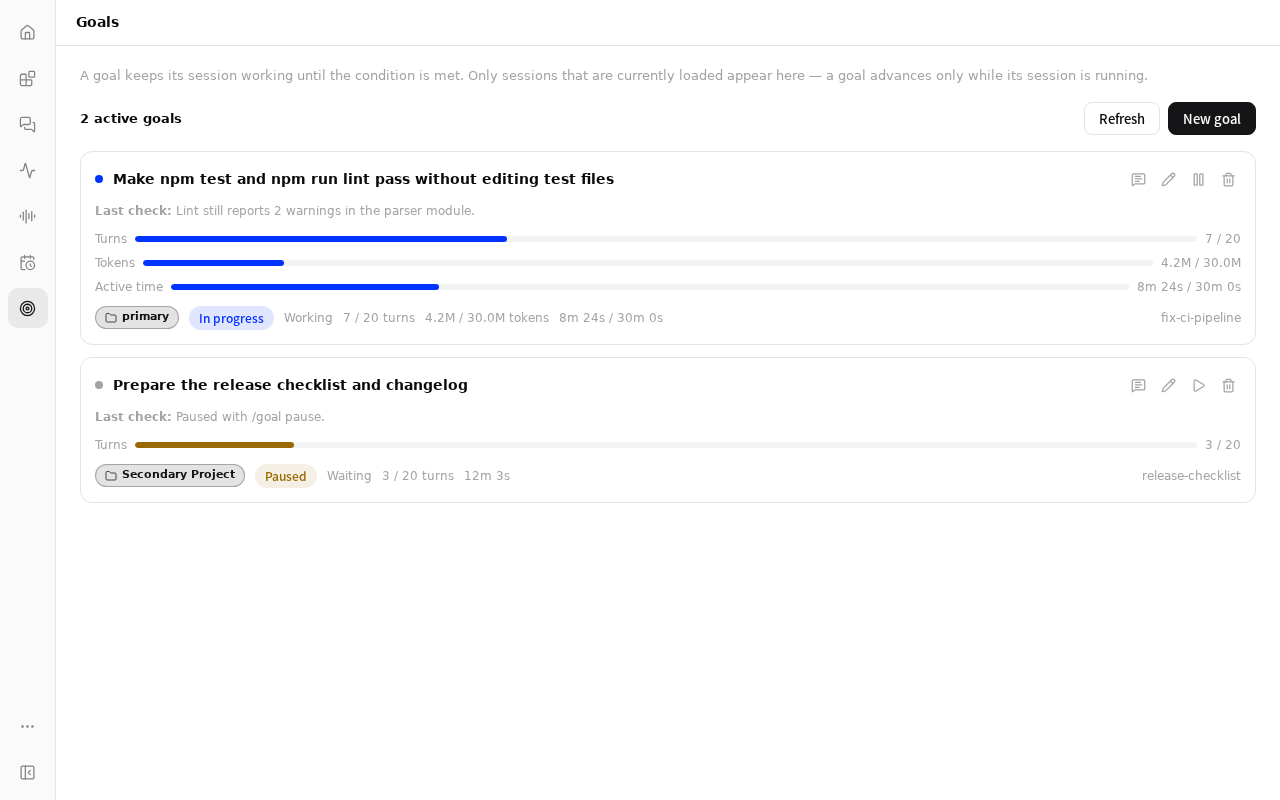 Goals
A goal keeps its session working until the condition is met. Only sessions that are currently loaded appear here — a goal advances only while its session is running.
2 active goals
Refresh
New goal
Make npm test and npm run lint pass without editing test files
Last check: Lint still reports 2 warnings in the parser module.
Turns 7 / 20
Tokens 4.2M / 30.0M
Active time 8m 24s / 30m 0s
primary In progress Working 7 / 20 turns 4.2M / 30.0M tokens 8m 24s / 30m 0s fix-ci-pipeline
Prepare the release checklist and changelog
Last check: Paused with /goal pause.
Turns 3 / 20
Secondary Project Paused Waiting 3 / 20 turns 12m 3s release-checklist